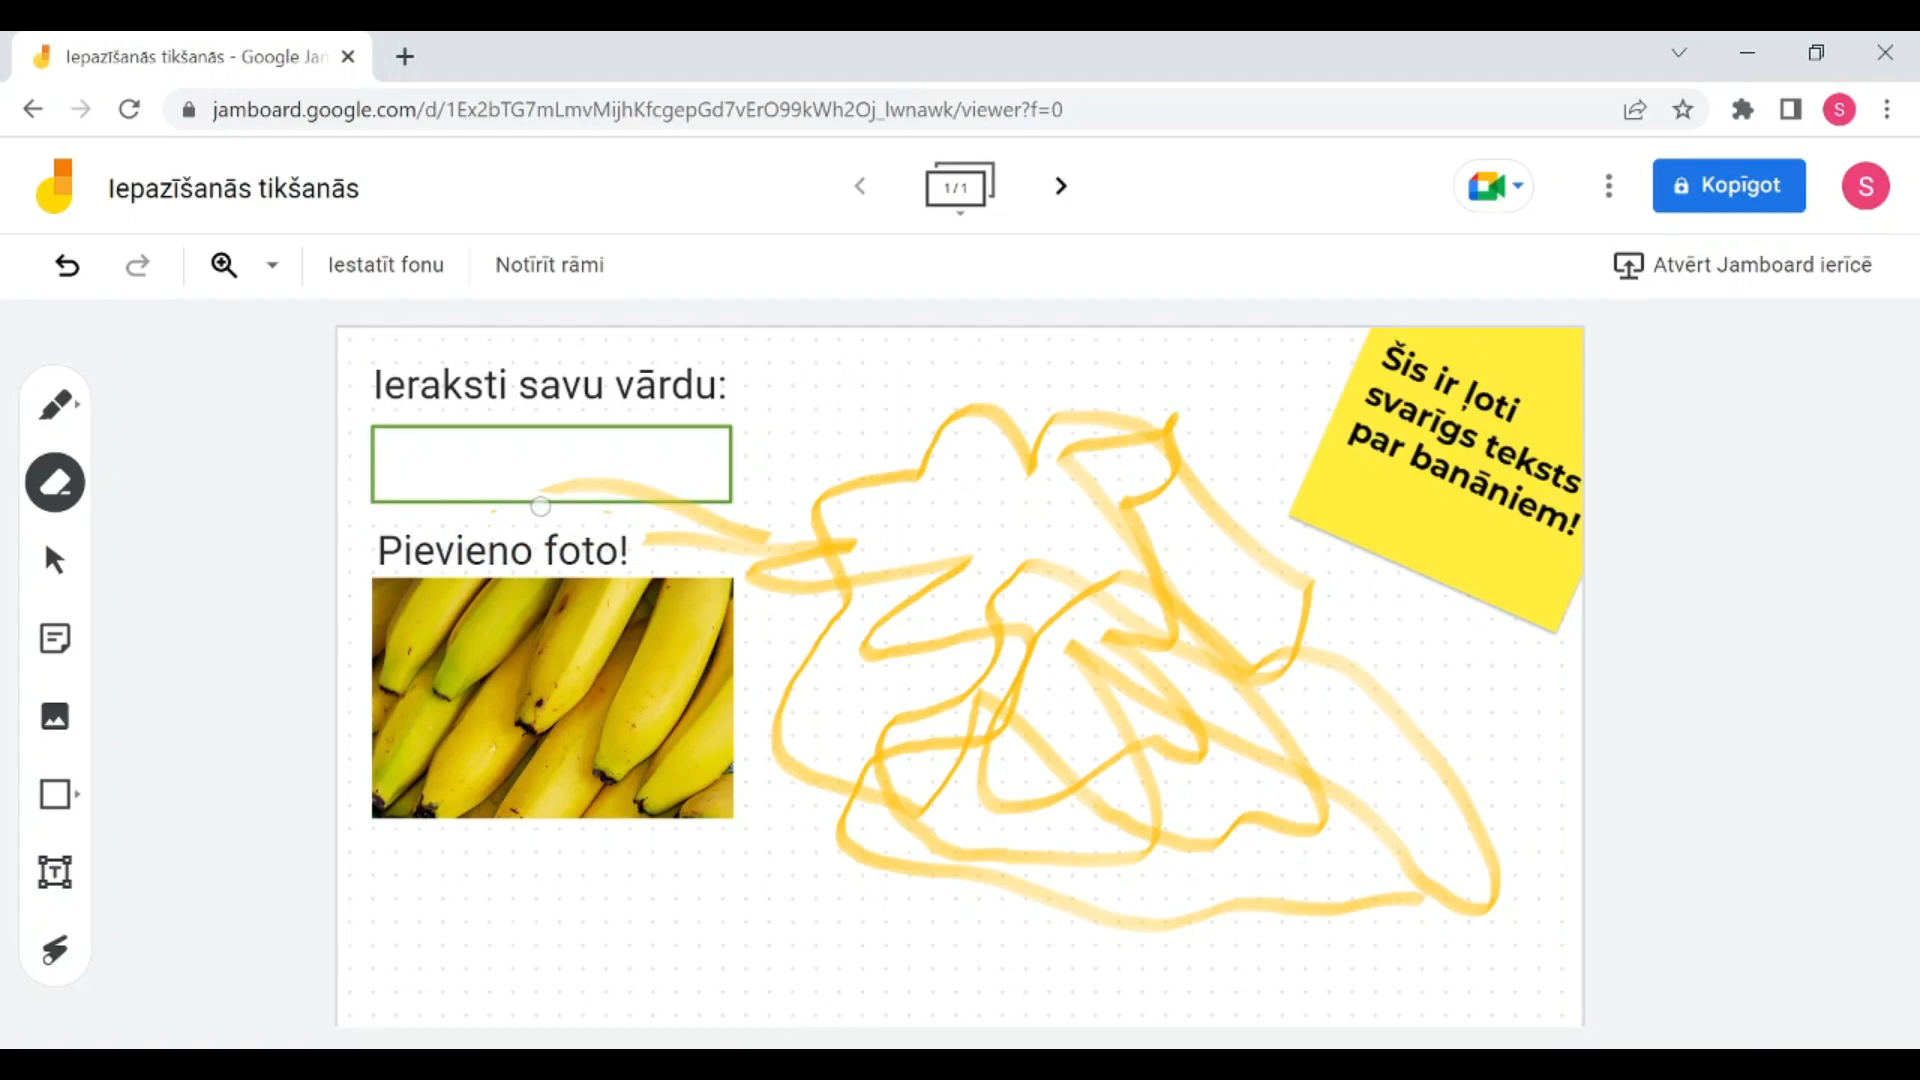 Iepazīšanās tikšanās - Google Jam
jamboard.google.com/d/1Ex2bTG7mLmvMijhKfcgepGd7vErO99kWh2Oj_lwnawk/viewer?f=0
S
Iepazīšanās tikšanās
1/1
Kopīgot
S
Iestatīt fonu
Notīrīt rāmi
Atvērt Jamboard ierīcē
Ieraksti savu vārdu:
Pievieno foto!
Šis ir ļoti
svarīgs teksts
par banāniem!